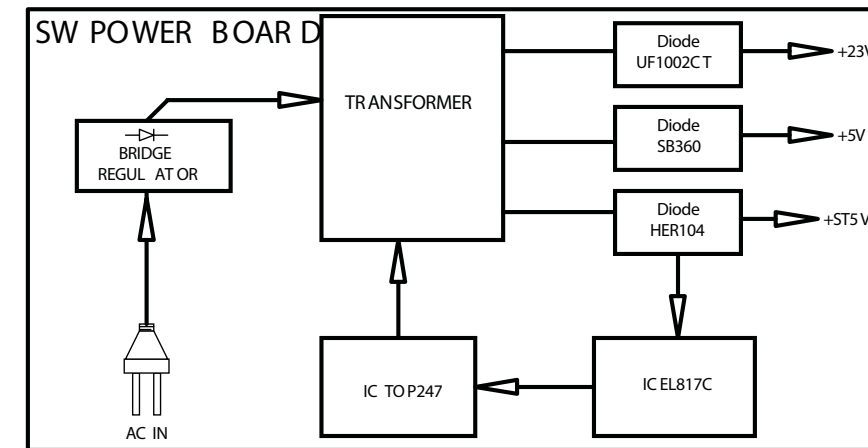 SW POWER BOARD
TRANSFORMER
Diode
UF1002CT
+23V
BRIDGE
REGULATOR
Diode
SB360
+5V
Diode
HER104
+ST5V
IC TOP247
IC EL817C
AC IN